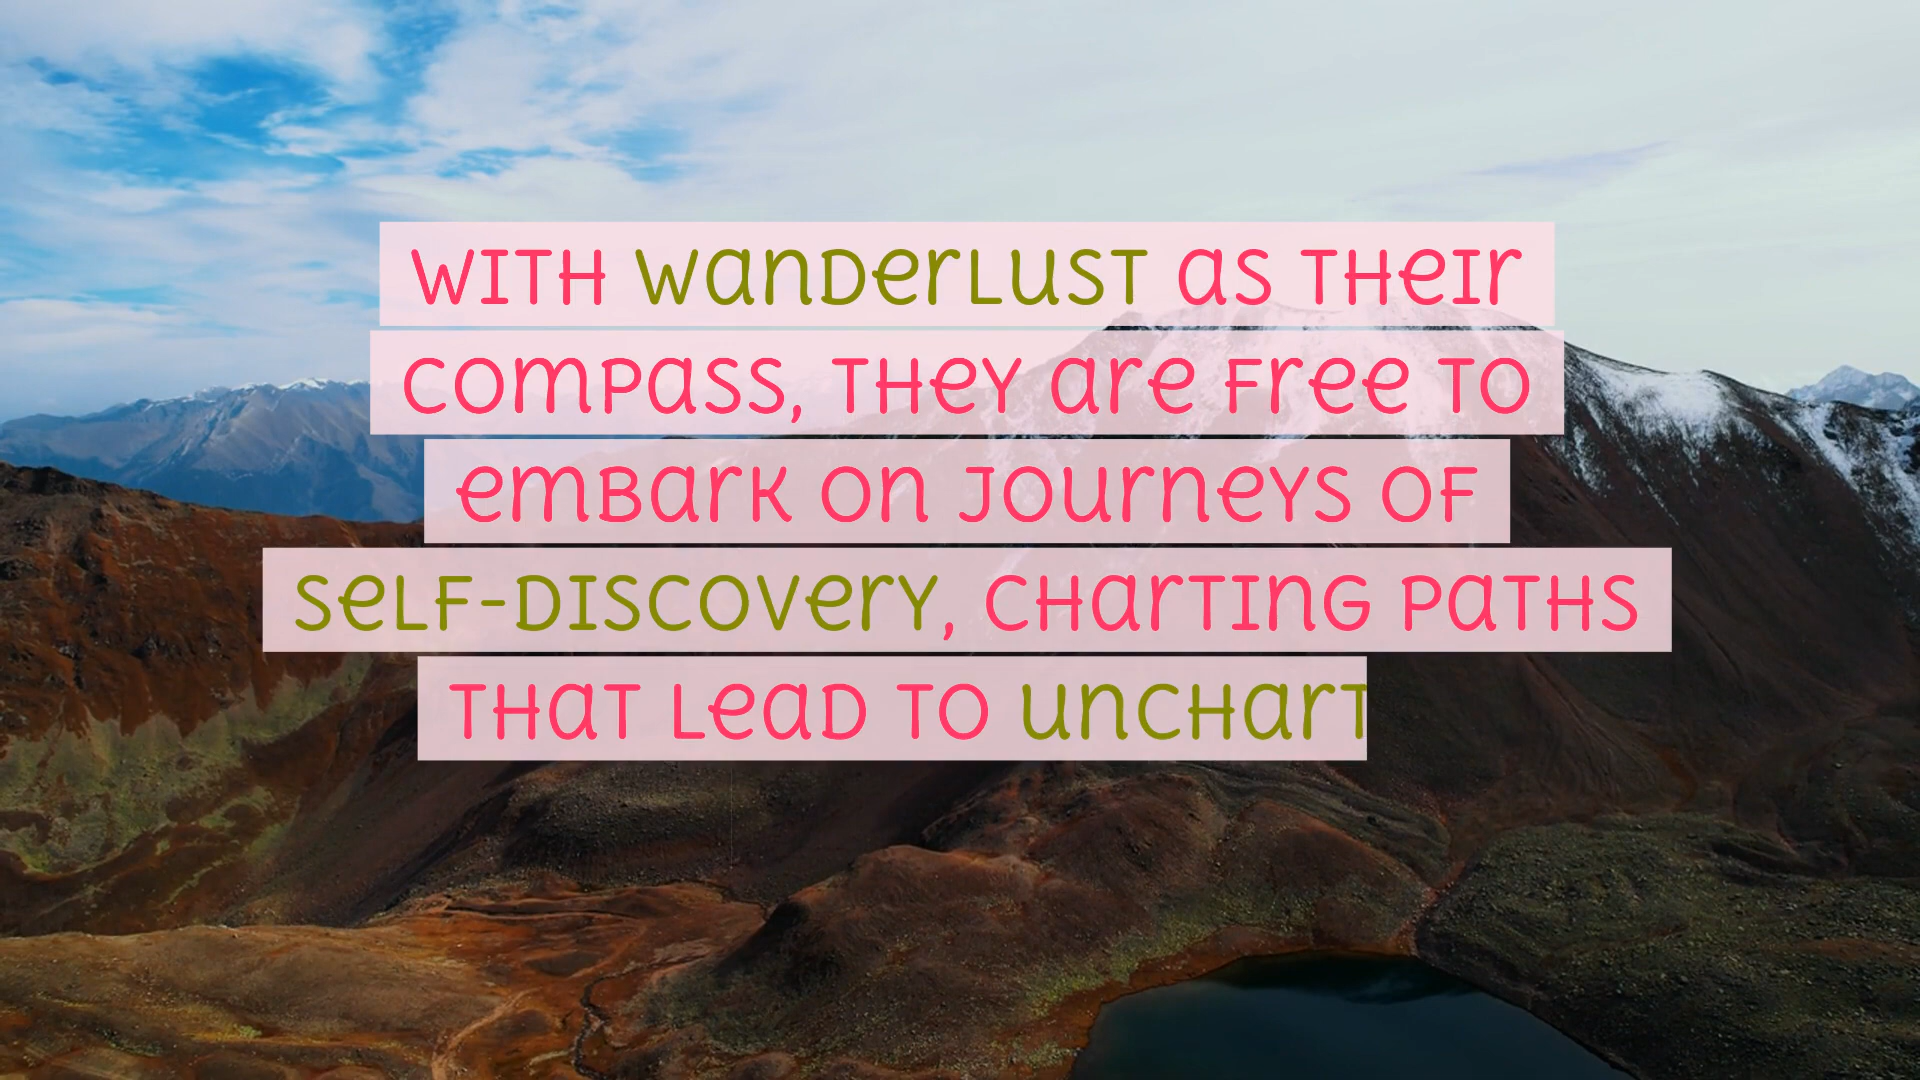 WITH WANDERLUST AS THEIR
COMPASS, THEY ARE FREE TO
EMBARK ON JOURNEYS OF
SELF-DISCOVERY, CHARTING PATHS
THAT LEAD TO UNCHART